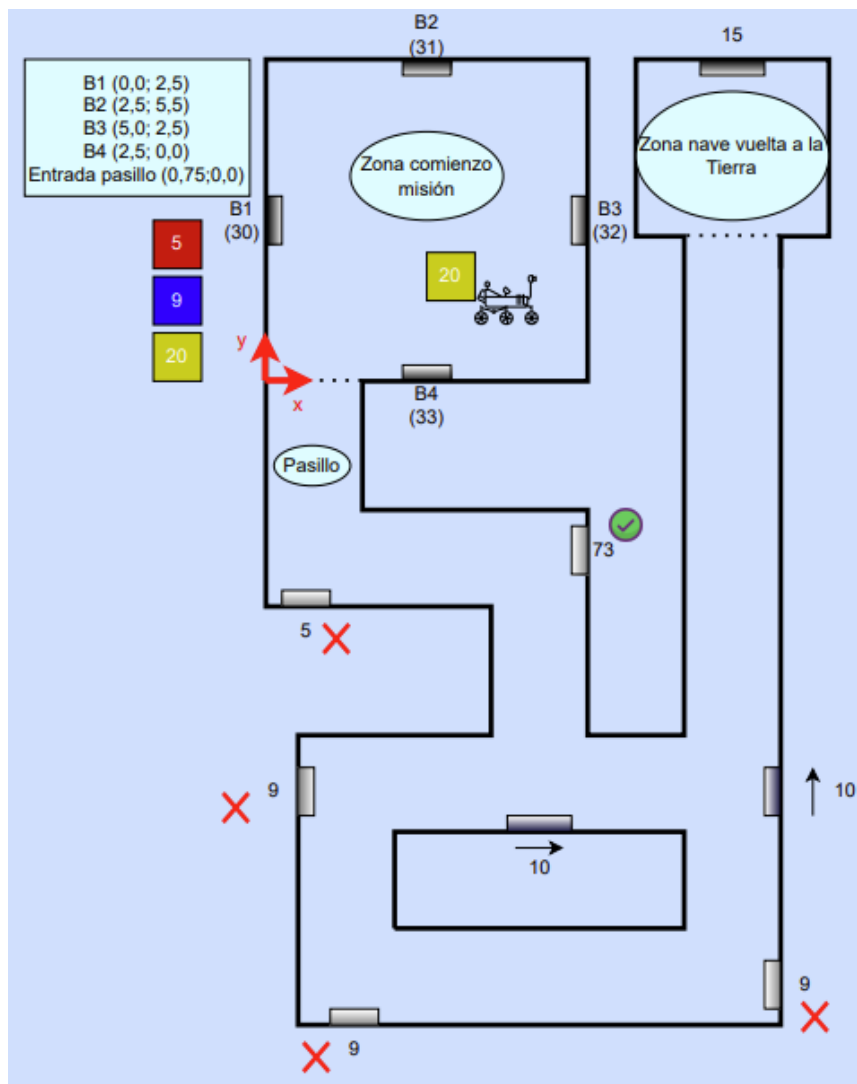 B2
(31)
15
B1 (0,0; 2,5)
B2 (2,5; 5,5)
B3 (5,0; 2,5)
B4 (2,5; 0,0)
Entrada pasillo (0,75;0,0)
Zona comienzo
misión
Zona nave vuelta a la
Tierra
B1
(30)
B3
(32)
5
9
20
20
y
x
B4
(33)
Pasillo
73
5
9
10
10
9
9